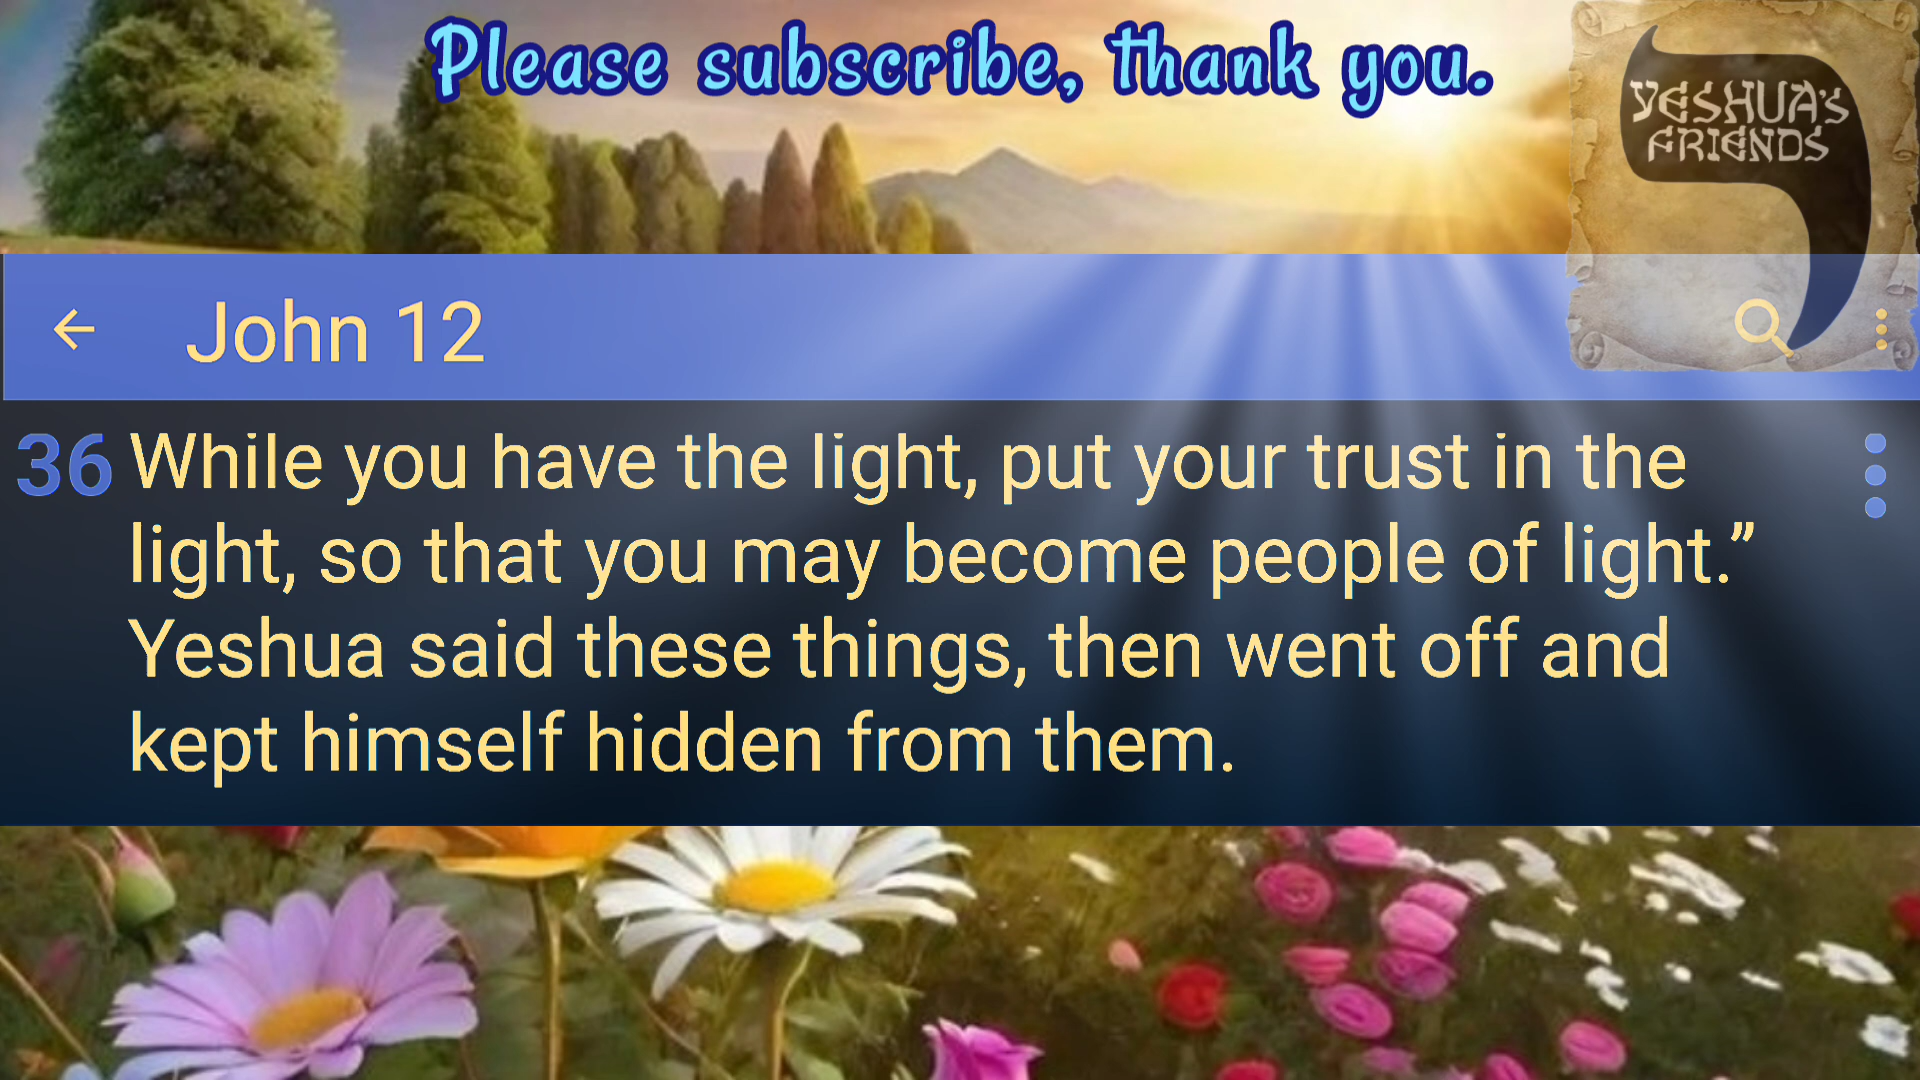 Please subscribe, thank you.
YESHUA'S
FRIENDS
John 12
36 While you have the light, put your trust in the
light, so that you may become people of light.”
Yeshua said these things, then went off and
kept himself hidden from them.